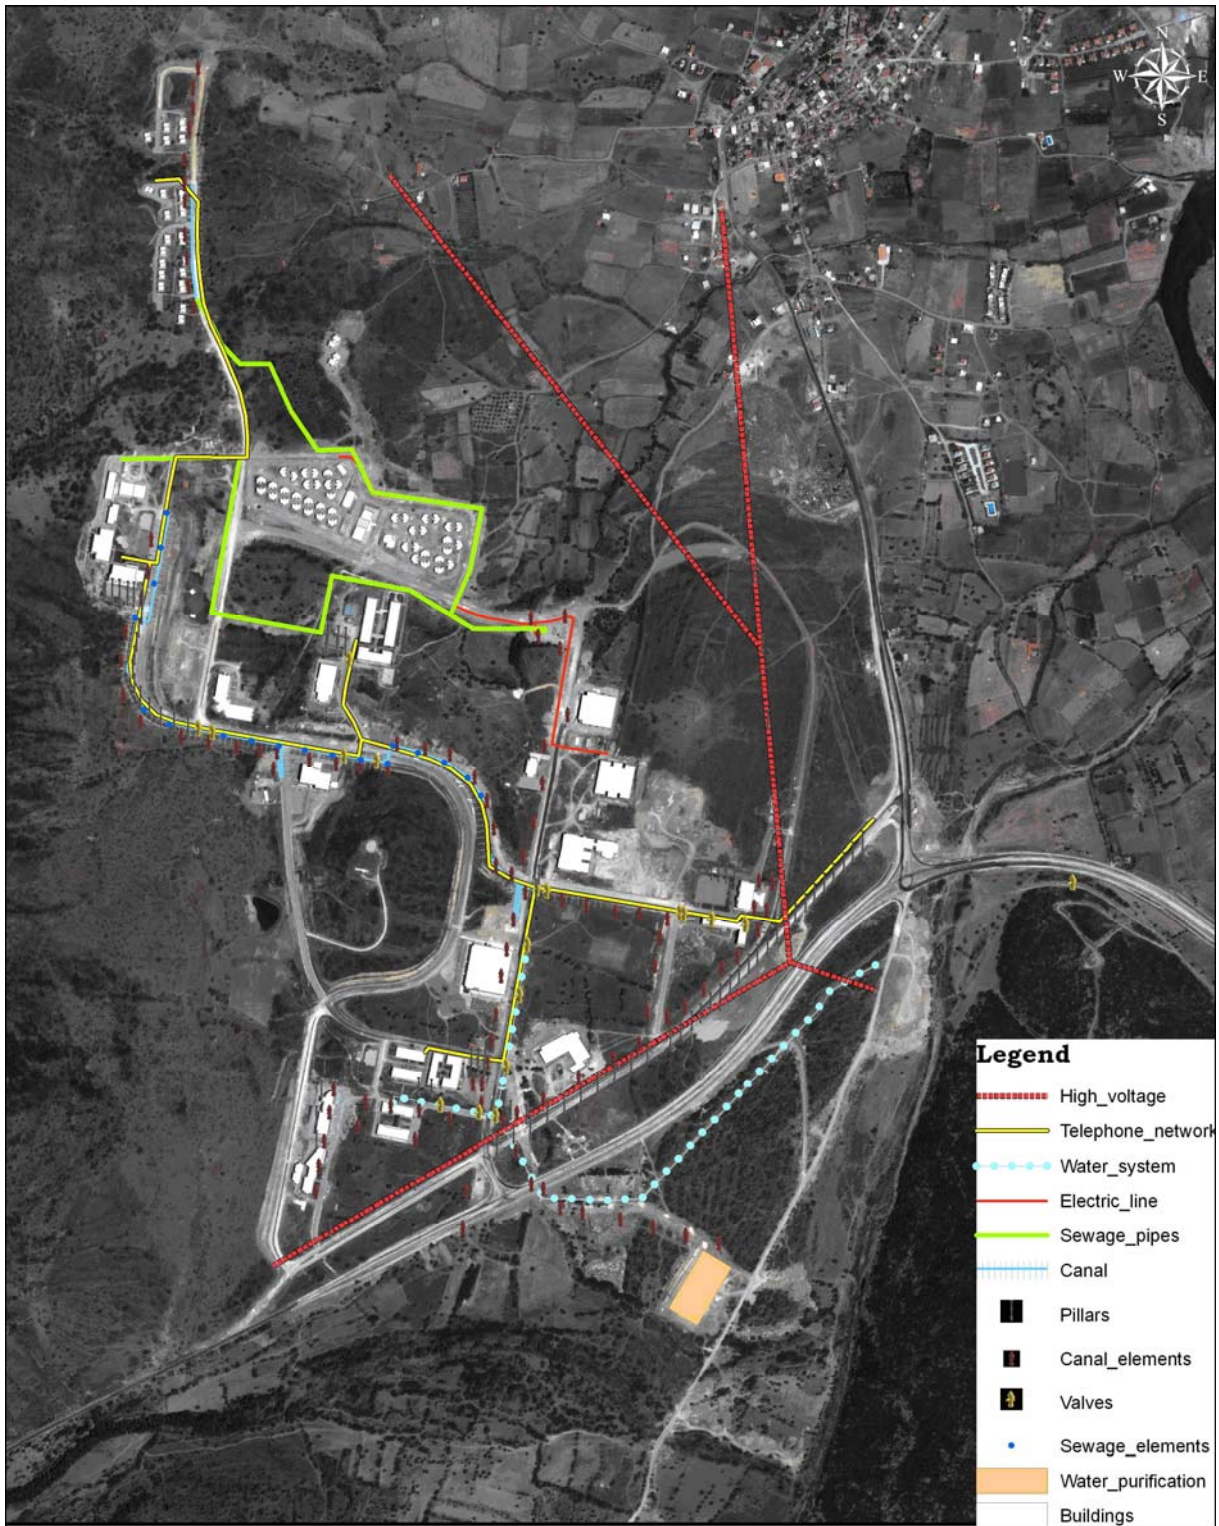 N
W E
S
Legend
High_voltage
Telephone_network
Water_system
Electric_line
Sewage_pipes
Canal
Pillars
Canal_elements
Valves
Sewage_elements
Water_purification
Buildings